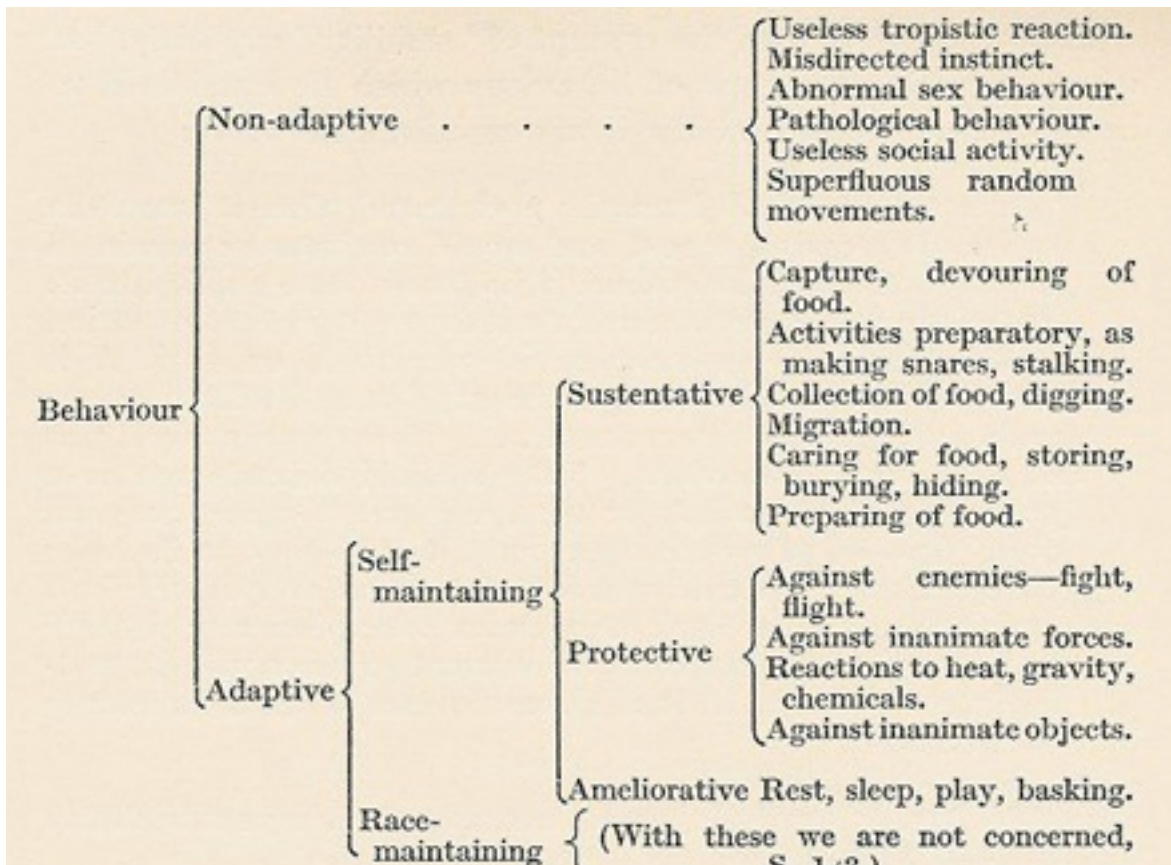 Useless tropistic reaction.
Misdirected instinct.
Abnormal sex behaviour.
Non-adaptive . . . . Pathological behaviour.
Useless social activity.
Superfluous random
movements.
Capture, devouring of
food.
Activities preparatory, as
making snares, stalking.
Behaviour Sustentative Collection of food, digging.
Migration.
Caring for food, storing,
burying, hiding.
Preparing of food.
Self-
maintaining
Against enemies—fight,
flight.
Protective Against inanimate forces.
Reactions to heat, gravity,
chemicals.
Adaptive
Against inanimate objects.
Ameliorative Rest, sleep, play, basking.
Race-
maintaining (With these we are not concerned,